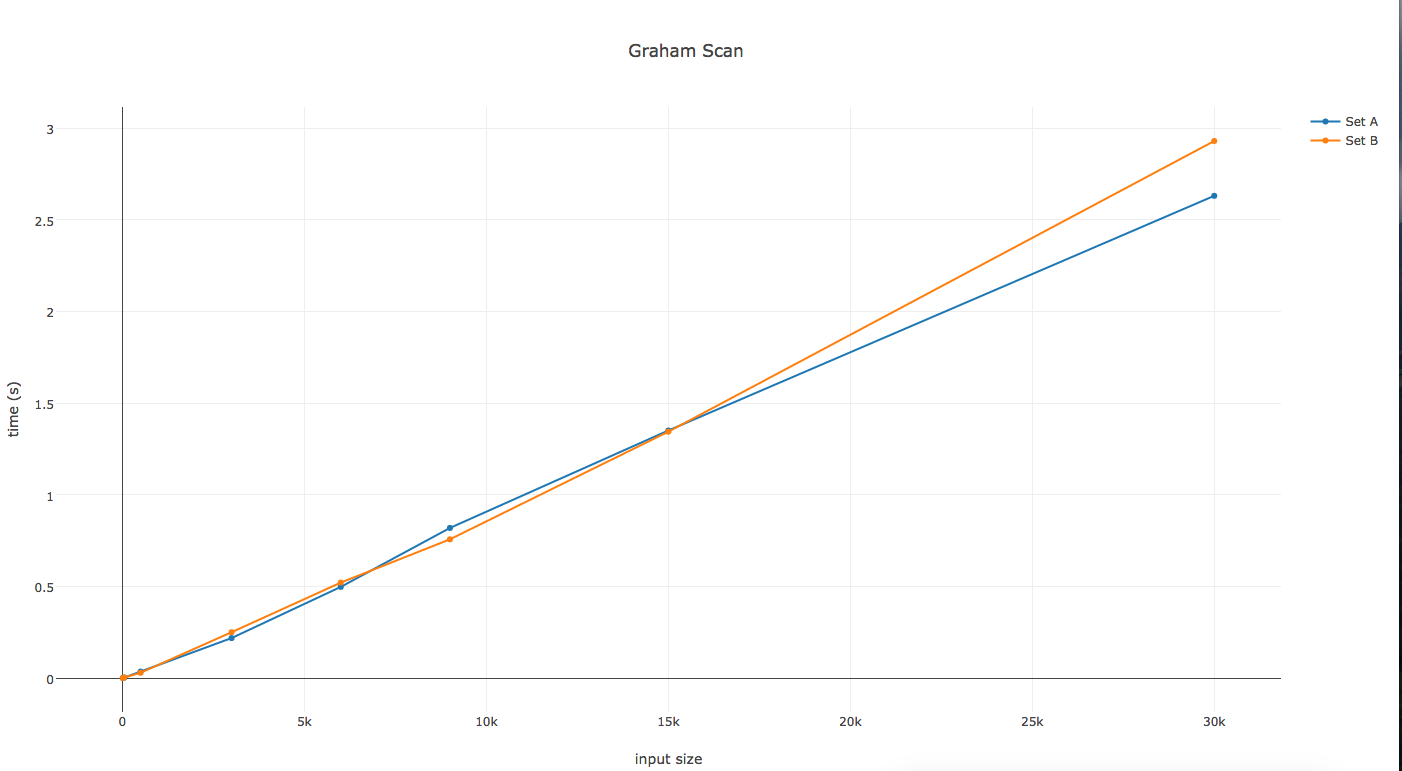 Graham Scan
Set A
Set B
3
2.5
2
1.5
1
0.5
0
time (s)
0 5k 10k 15k 20k 25k 30k
input size